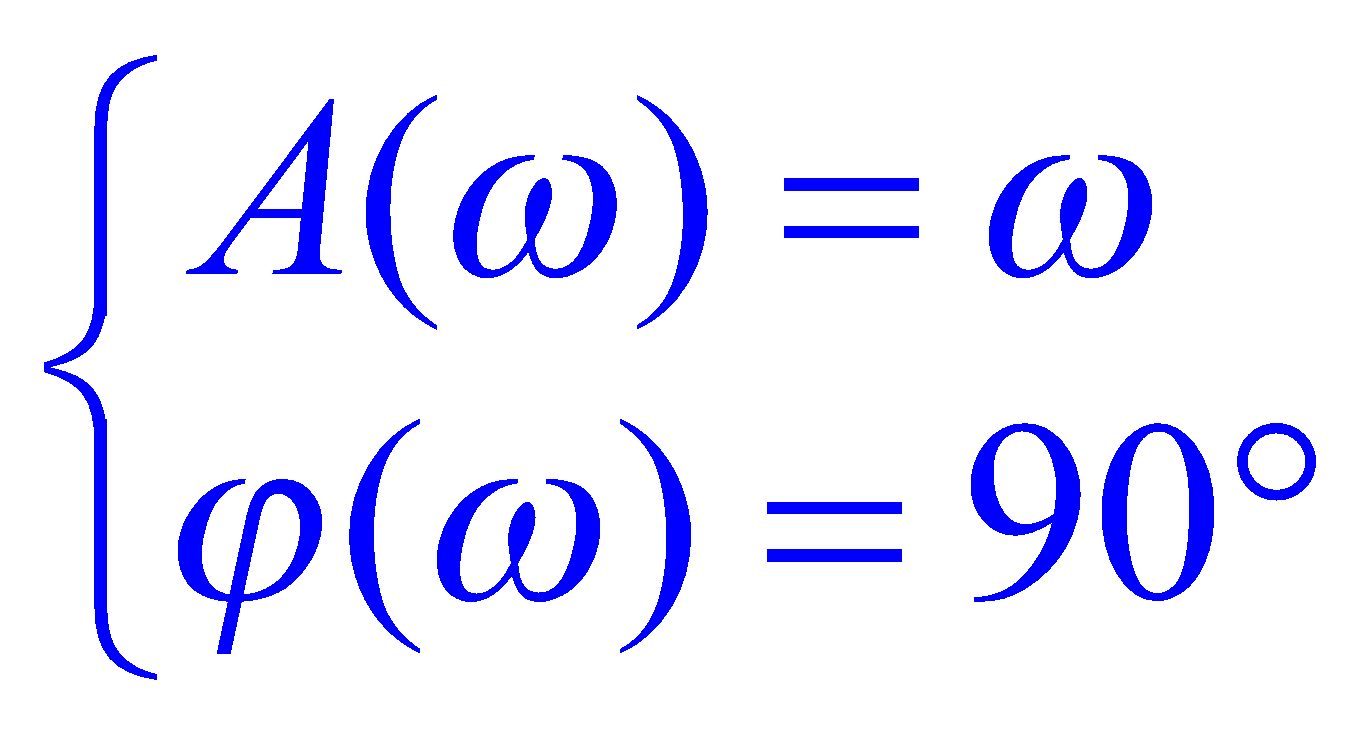 A(ω) = ω
φ(ω) = 90°